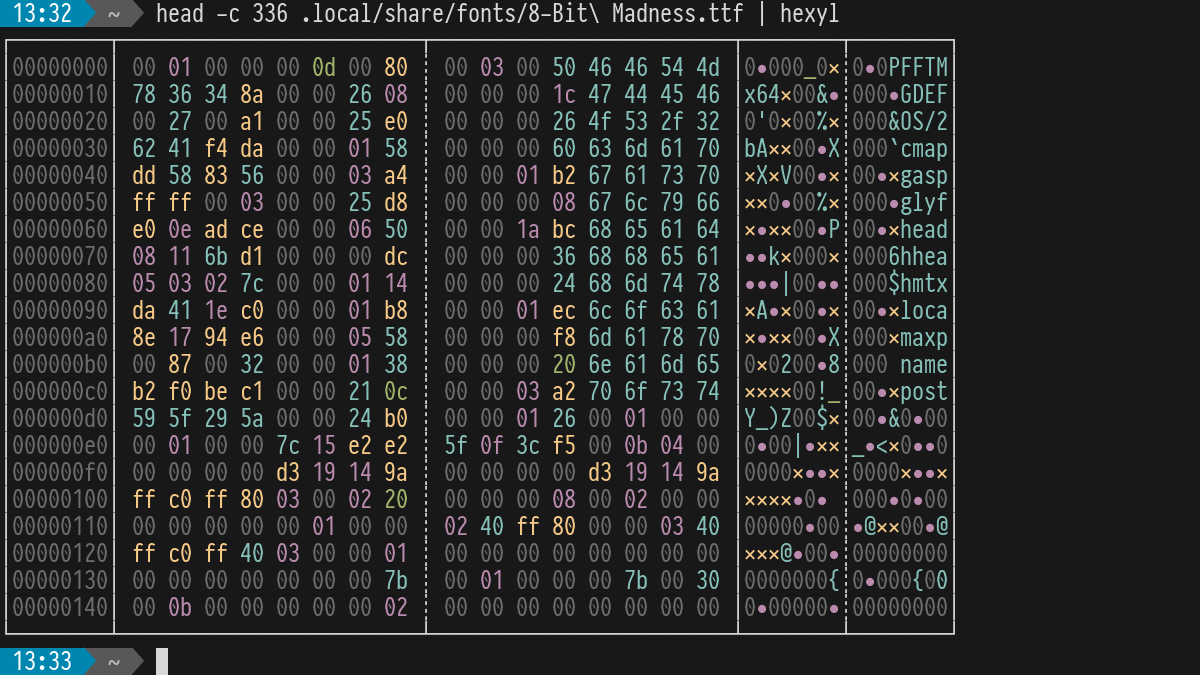 13:32 ~ head -c 336 .local/share/fonts/8-Bit\ Madness.ttf | hexyl
00000000 00 01 00 00 00 0d 00 80 00 03 00 50 46 46 54 4d 0•000_0× 0•0PFFTM
00000010 78 36 34 8a 00 00 26 08 00 00 00 1c 47 44 45 46 x64×00&• 000•GDEF
00000020 00 27 00 a1 00 00 25 e0 00 00 00 26 4f 53 2f 32 0'0×00%× 000&OS/2
00000030 62 41 f4 da 00 00 01 58 00 00 00 60 63 6d 61 70 bA××00•X 000`cmap
00000040 dd 58 83 56 00 00 03 a4 00 00 01 b2 67 61 73 70 ×X×V00•× 00•×gasp
00000050 ff ff 00 03 00 00 25 d8 00 00 00 08 67 6c 79 66 ××0•00%× 000•glyf
00000060 e0 0e ad ce 00 00 06 50 00 00 1a bc 68 65 61 64 ×•××00•P 00•×head
00000070 08 11 6b d1 00 00 00 dc 00 00 00 36 68 68 65 61 ••k×000× 0006hhea
00000080 05 03 02 7c 00 00 01 14 00 00 00 24 68 6d 74 78 •••|00•• 000$hmtx
00000090 da 41 1e c0 00 00 01 b8 00 00 01 ec 6c 6f 63 61 ×A•×00•× 00•×loca
000000a0 8e 17 94 e6 00 00 05 58 00 00 00 f8 6d 61 78 70 ×•××00•X 000×maxp
000000b0 00 87 00 32 00 00 01 38 00 00 00 20 6e 61 6d 65 0×0200•8 000 name
000000c0 b2 f0 be c1 00 00 21 0c 00 00 03 a2 70 6f 73 74 ××××00!_ 00•×post
000000d0 59 5f 29 5a 00 00 24 b0 00 00 01 26 00 01 00 00 Y_)Z00$× 00•&0•00
000000e0 00 01 00 00 7c 15 e2 e2 5f 0f 3c f5 00 0b 04 00 0•00|•×× _•<×0••0
000000f0 00 00 00 00 d3 19 14 9a 00 00 00 00 d3 19 14 9a 0000×••× 0000×••×
00000100 ff c0 ff 80 03 00 02 20 00 00 00 08 00 02 00 00 ××××•0•  000•0•00
00000110 00 00 00 00 00 01 00 00 02 40 ff 80 00 00 03 40 00000•00 •@××00•@
00000120 ff c0 ff 40 03 00 00 01 00 00 00 00 00 00 00 00 ×××@•00• 00000000
00000130 00 00 00 00 00 00 00 7b 00 01 00 00 00 7b 00 30 0000000{ 0•000{00
00000140 00 0b 00 00 00 00 00 02 00 00 00 00 00 00 00 00 0•00000• 00000000
13:33 ~